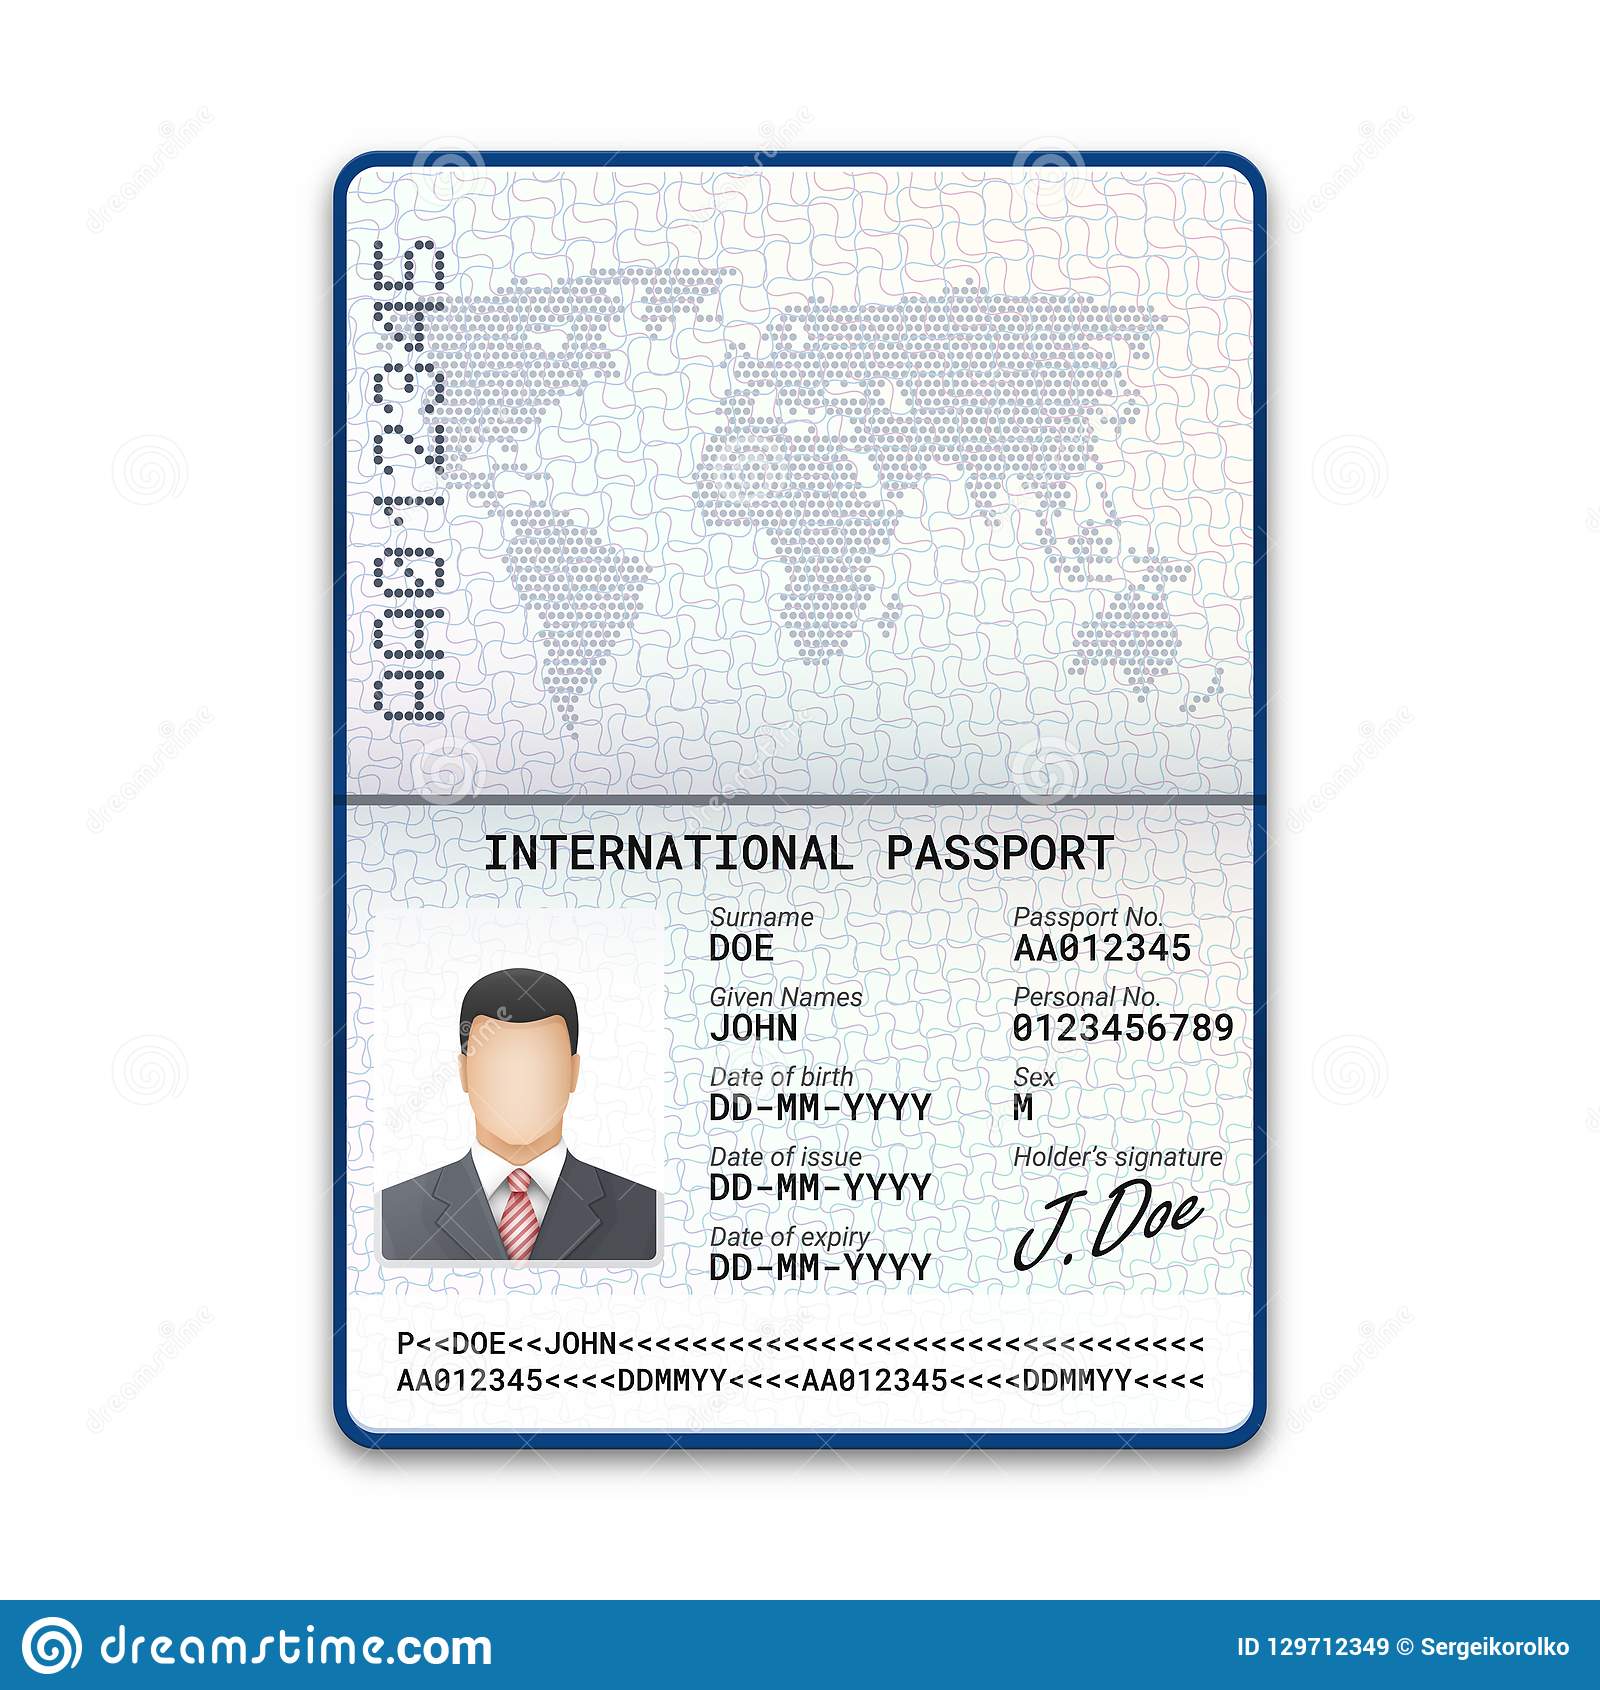 AA012345
INTERNATIONAL PASSPORT
Surname
DOE
Given Names
JOHN
Date of birth
DD-MM-YYYY
Date of issue
DD-MM-YYYY
Date of expiry
DD-MM-YYYY
Passport No.
AA012345
Personal No.
0123456789
Sex
M
Holder's signature
J. Doe
P<<DOE<<JOHN<<<<<<<<<<<<<<<<<<<<<<<<<<<<<<<<
AA012345<<<<DDMMYY<<<<AA012345<<<<DDMMYY<<<<
dreamstime.com
ID 129712349 © Sergeikorolko
dreamstime